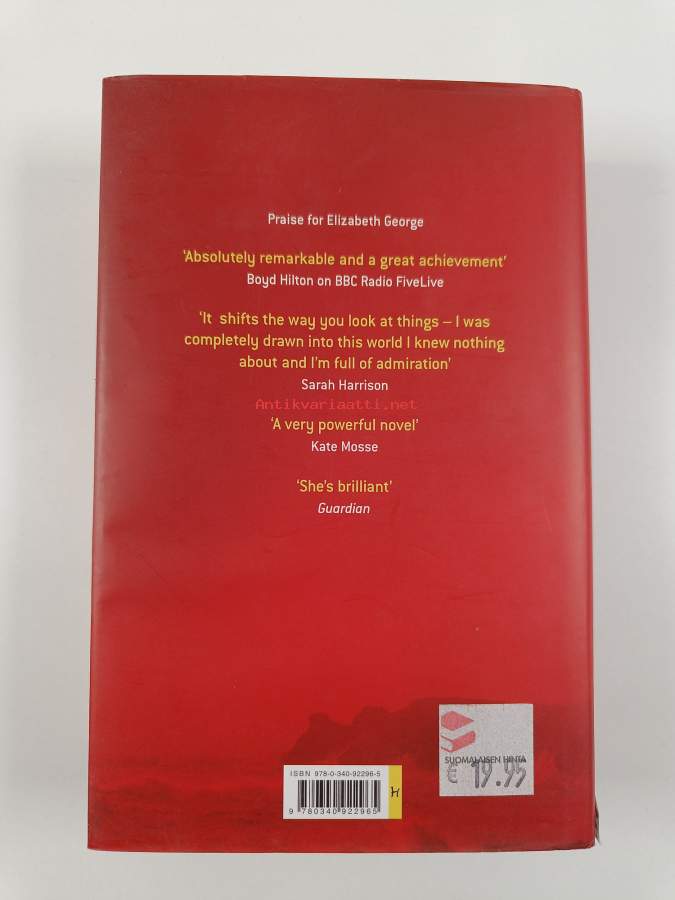 Praise for Elizabeth George
‘Absolutely remarkable and a great achievement’
Boyd Hilton on BBC Radio FiveLive
‘It shifts the way you look at things – I was
completely drawn into this world I knew nothing
about and I’m full of admiration’
Sarah Harrison
Antikvariaatti.net
‘A very powerful novel’
Kate Mosse
‘She’s brilliant’
Guardian
SUOMALAISEN HINTA
€ 19.95
ISBN 978-0-340-92296-5
9 780340 922965